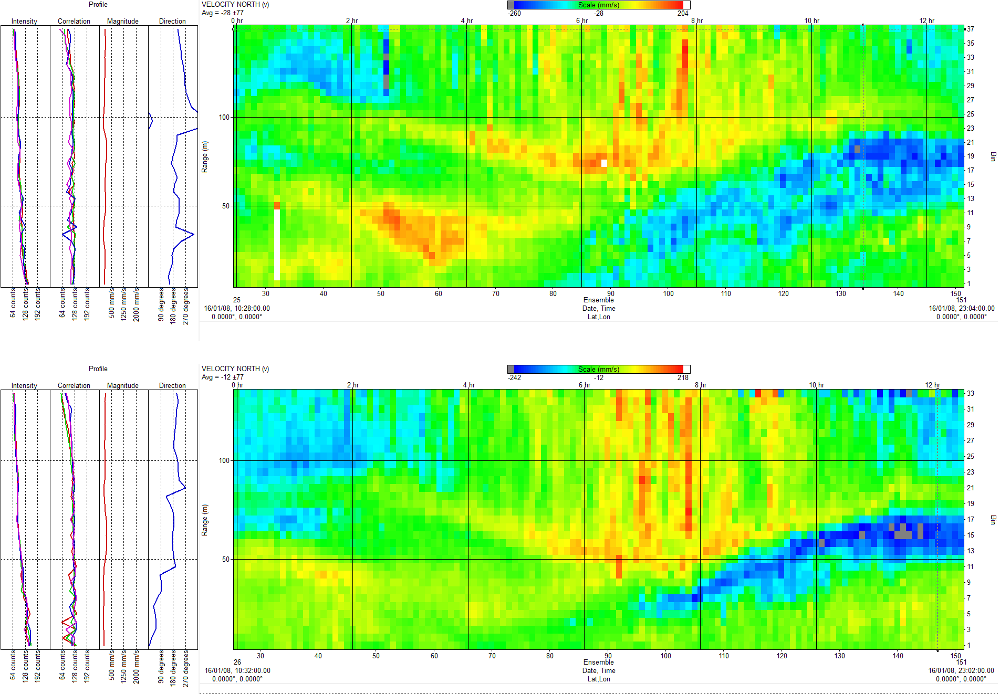 Profile
Intensity Correlation Magnitude Direction
VELOCITY NORTH (v)
Avg = -28 ±77
Scale (mm/s)
-260 -28 204
0 hr 2 hr 4 hr 6 hr 8 hr 10 hr 12 hr
Range (m)
100
50
37
35
33
31
29
27
25
23
21
19
17
15
13
11
9
7
5
3
1
Bin
64 counts 128 counts 192 counts 64 counts 128 counts 192 counts 500 mm/s 1250 mm/s 2000 mm/s 90 degrees 180 degrees 270 degrees
30 40 50 60 70 80 90 100 110 120 130 140 150
25 Ensemble 151
16/01/08, 10:28:00.00 Date, Time 16/01/08, 23:04:00.00
0.0000°, 0.0000° Lat,Lon 0.0000°, 0.0000°
Profile
Intensity Correlation Magnitude Direction
VELOCITY NORTH (v)
Avg = -12 ±77
Scale (mm/s)
-242 -12 218
0 hr 2 hr 4 hr 6 hr 8 hr 10 hr 12 hr
Range (m)
100
50
33
31
29
27
25
23
21
19
17
15
13
11
9
7
5
3
1
Bin
64 counts 128 counts 192 counts 64 counts 128 counts 192 counts 500 mm/s 1250 mm/s 2000 mm/s 90 degrees 180 degrees 270 degrees
30 40 50 60 70 80 90 100 110 120 130 140 150
26 Ensemble 151
16/01/08, 10:32:00.00 Date, Time 16/01/08, 23:02:00.00
0.0000°, 0.0000° Lat,Lon 0.0000°, 0.0000°